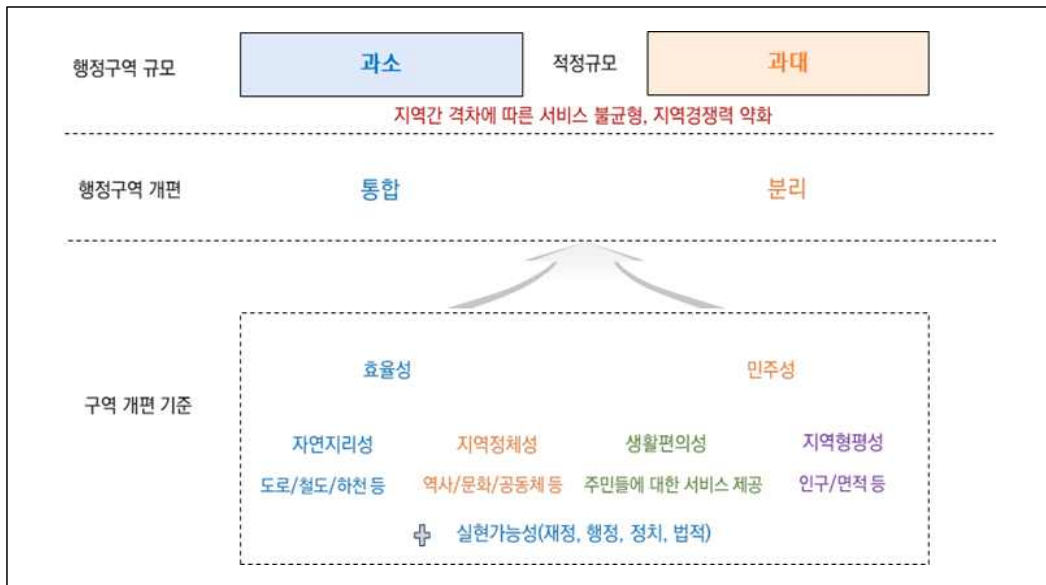 행정구역 규모 과소 적정규모 과대
지역간 격차에 따른 서비스 불균형, 지역경쟁력 약화
행정구역 개편 통합 분리
효율성 민주성
구역 개편 기준
자연지리성 지역정체성 생활편의성 지역형평성
도로/철도/하천 등 역사/문화/공동체 등 주민들에 대한 서비스 제공 인구/면적 등
실현가능성(재정, 행정, 정치, 법적)